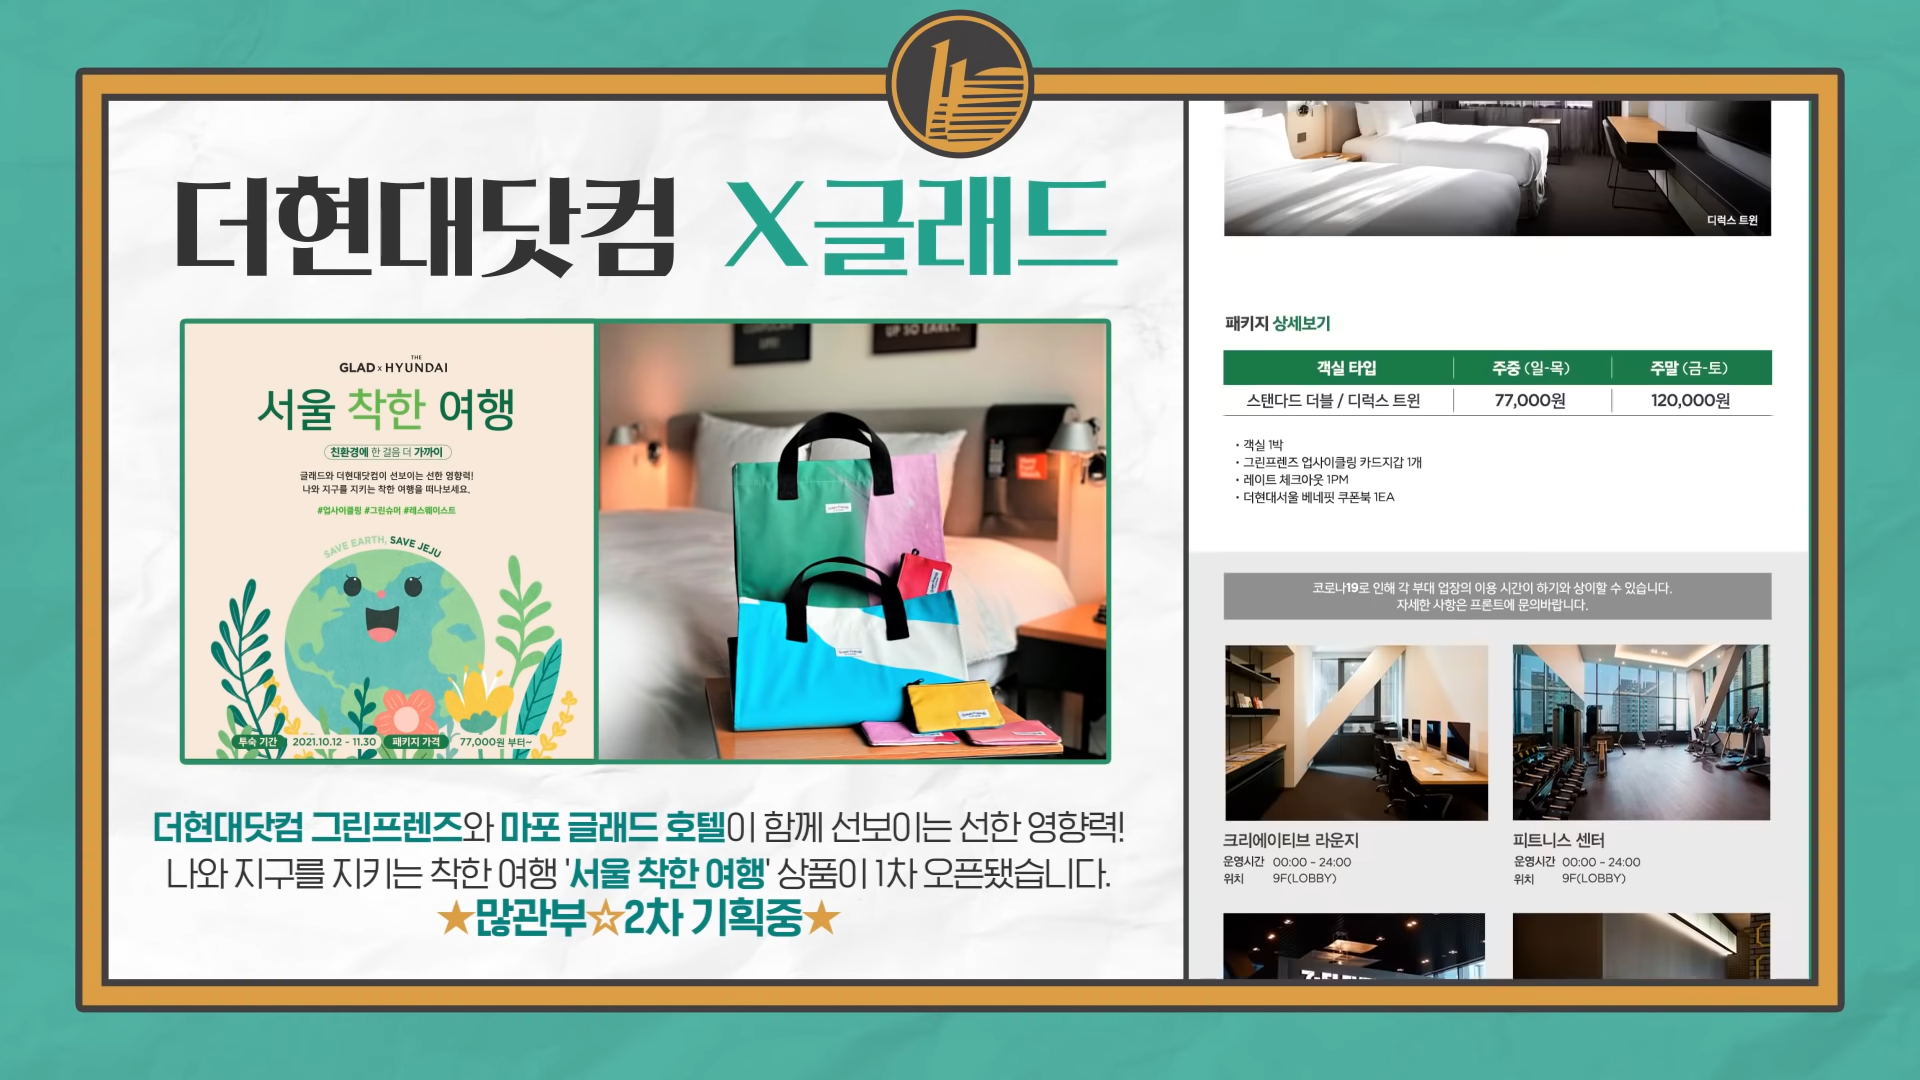 더현대닷컴 X글래드
GLAD x THE HYUNDAI
서울 착한 여행
친환경에 한 걸음 더 가까이
글래드와 더현대닷컴이 선보이는 선한 영향력!
나와 지구를 지키는 착한 여행을 떠나보세요.
#업사이클링 #그린슈머 #레스웨이스트
SAVE EARTH, SAVE JEJU
투숙 기간 2021.10.12 - 11.30 패키지 가격 77,000원 부터~
UP SO EARLY.
더현대닷컴 그린프렌즈와 마포 글래드 호텔이 함께 선보이는 선한 영향력!
나와 지구를 지키는 착한 여행 '서울 착한 여행' 상품이 1차 오픈됐습니다.
★많관부☆2차 기획중★
디럭스 트윈
패키지 상세보기
객실 타입 주중 (일-목) 주말 (금-토)
스탠다드 더블 / 디럭스 트윈 77,000원 120,000원
· 객실 1박
· 그린프렌즈 업사이클링 카드지갑 1개
· 레이트 체크아웃 1PM
· 더현대서울 베네핏 쿠폰북 1EA
코로나19로 인해 각 부대 업장의 이용 시간이 하기와 상이할 수 있습니다.
자세한 사항은 프론트에 문의바랍니다.
크리에이티브 라운지
운영시간 00:00 - 24:00
위치 9F(LOBBY)
피트니스 센터
운영시간 00:00 - 24:00
위치 9F(LOBBY)